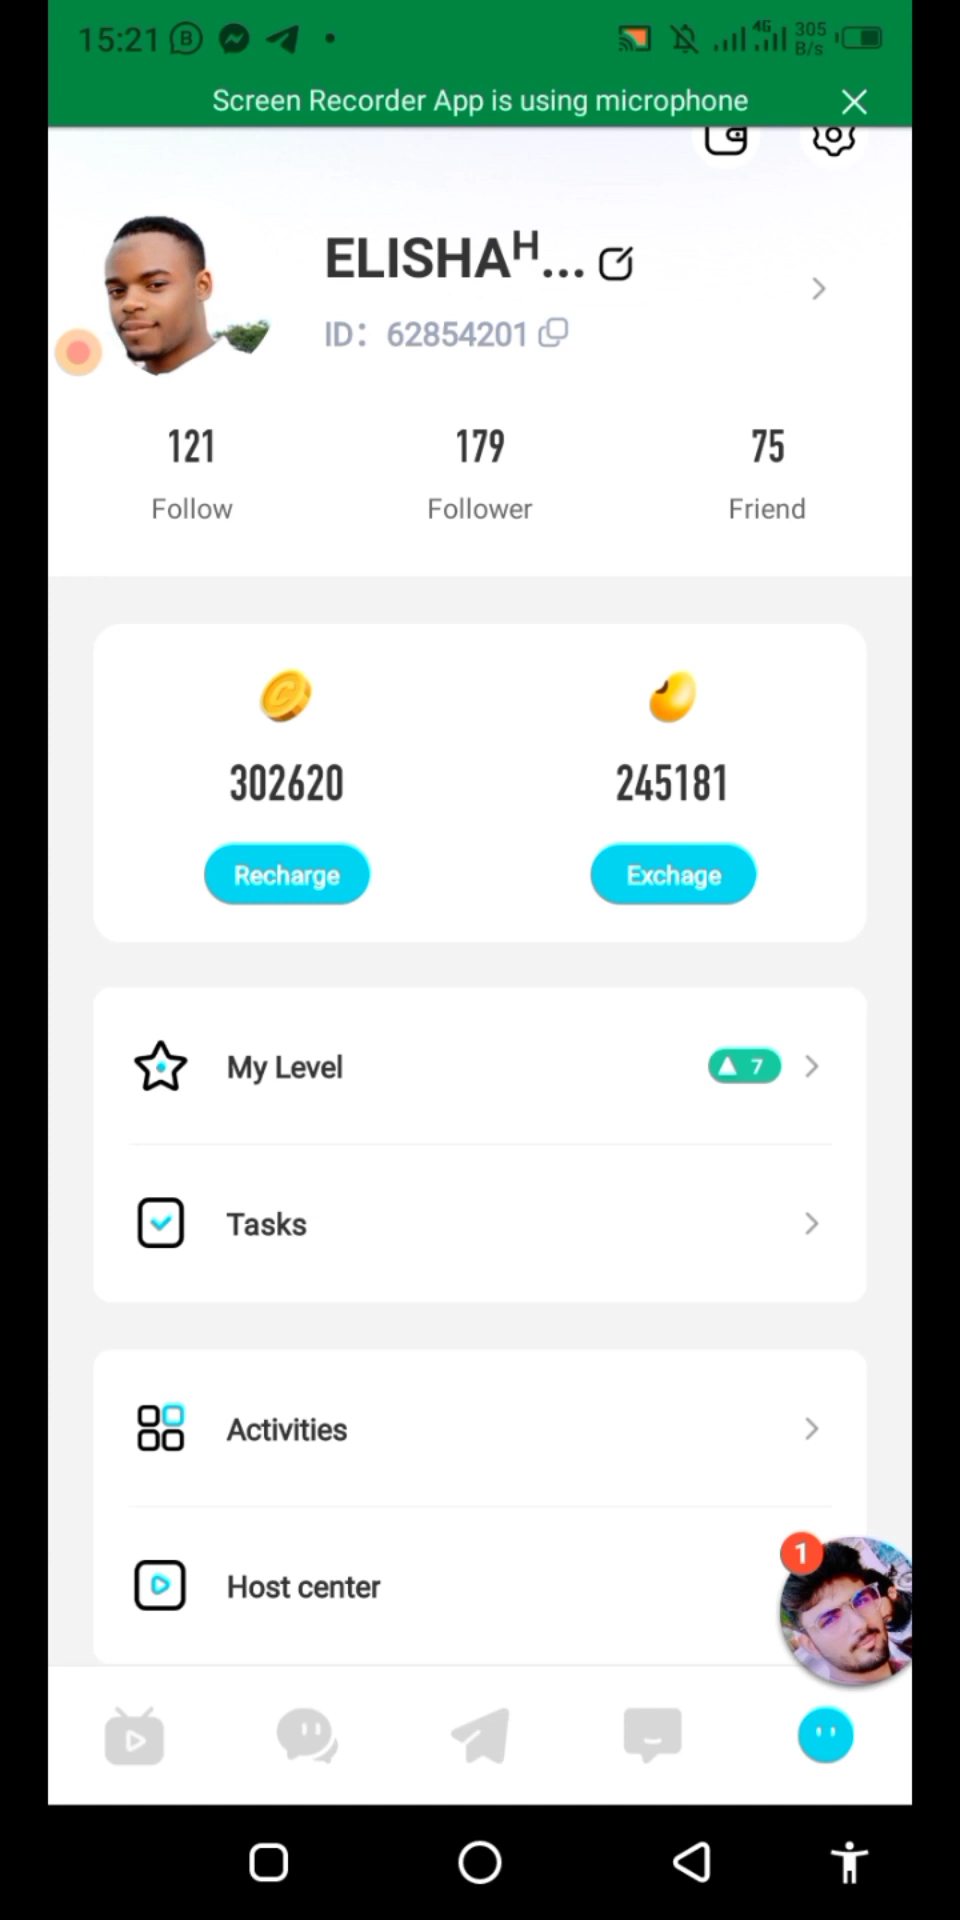 15:21
4G 305 B/s
Screen Recorder App is using microphone
ELISHAᴴ...
ID: 62854201
121 179 75
Follow Follower Friend
302620 245181
Recharge Exchage
My Level 7
Tasks
Activities
1
Host center